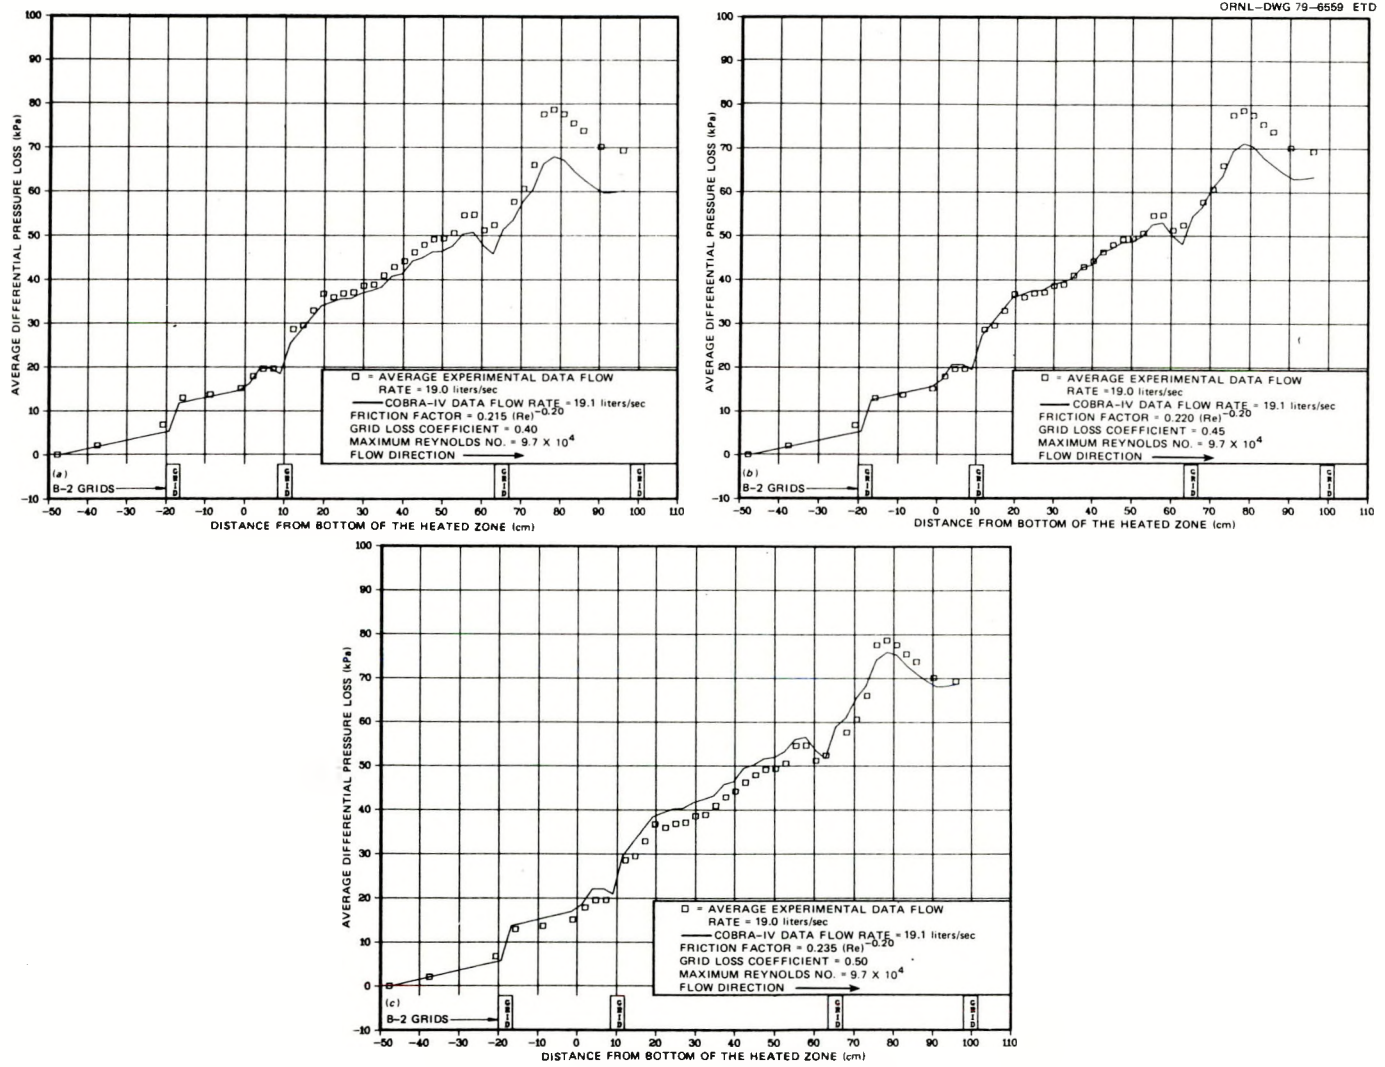 ORNL–DWG 79–6559 ETD
AVERAGE DIFFERENTIAL PRESSURE LOSS (kPa)
100
90
80
70
60
50
40
30
20
10
0
−10
□ = AVERAGE EXPERIMENTAL DATA FLOW
RATE = 19.0 liters/sec
COBRA–IV DATA FLOW RATE = 19.1 liters/sec
FRICTION FACTOR = 0.215 (Re)−0.20
GRID LOSS COEFFICIENT = 0.40
MAXIMUM REYNOLDS NO. = 9.7 X 10⁴
FLOW DIRECTION
(a)
B–2 GRIDS
GRID
GRID
GRID
GRID
−50 −40 −30 −20 −10 0 10 20 30 40 50 60 70 80 90 100 110
DISTANCE FROM BOTTOM OF THE HEATED ZONE (cm)
AVERAGE DIFFERENTIAL PRESSURE LOSS (kPa)
100
90
80
70
60
50
40
30
20
10
0
−10
□ = AVERAGE EXPERIMENTAL DATA FLOW
RATE = 19.0 liters/sec
COBRA–IV DATA FLOW RATE = 19.1 liters/sec
FRICTION FACTOR = 0.220 (Re)−0.20
GRID LOSS COEFFICIENT = 0.45
MAXIMUM REYNOLDS NO. = 9.7 X 10⁴
FLOW DIRECTION
(b)
B–2 GRIDS
GRID
GRID
GRID
GRID
−50 −40 −30 −20 −10 0 10 20 30 40 50 60 70 80 90 100 110
DISTANCE FROM BOTTOM OF THE HEATED ZONE (cm)
AVERAGE DIFFERENTIAL PRESSURE LOSS (kPa)
100
90
80
70
60
50
40
30
20
10
0
−10
□ = AVERAGE EXPERIMENTAL DATA FLOW
RATE = 19.0 liters/sec
COBRA–IV DATA FLOW RATE = 19.1 liters/sec
FRICTION FACTOR = 0.235 (Re)−0.20
GRID LOSS COEFFICIENT = 0.50
MAXIMUM REYNOLDS NO. = 9.7 X 10⁴
FLOW DIRECTION
(c)
B–2 GRIDS
GRID
GRID
GRID
GRID
−50 −40 −30 −20 −10 0 10 20 30 40 50 60 70 80 90 100 110
DISTANCE FROM BOTTOM OF THE HEATED ZONE (cm)